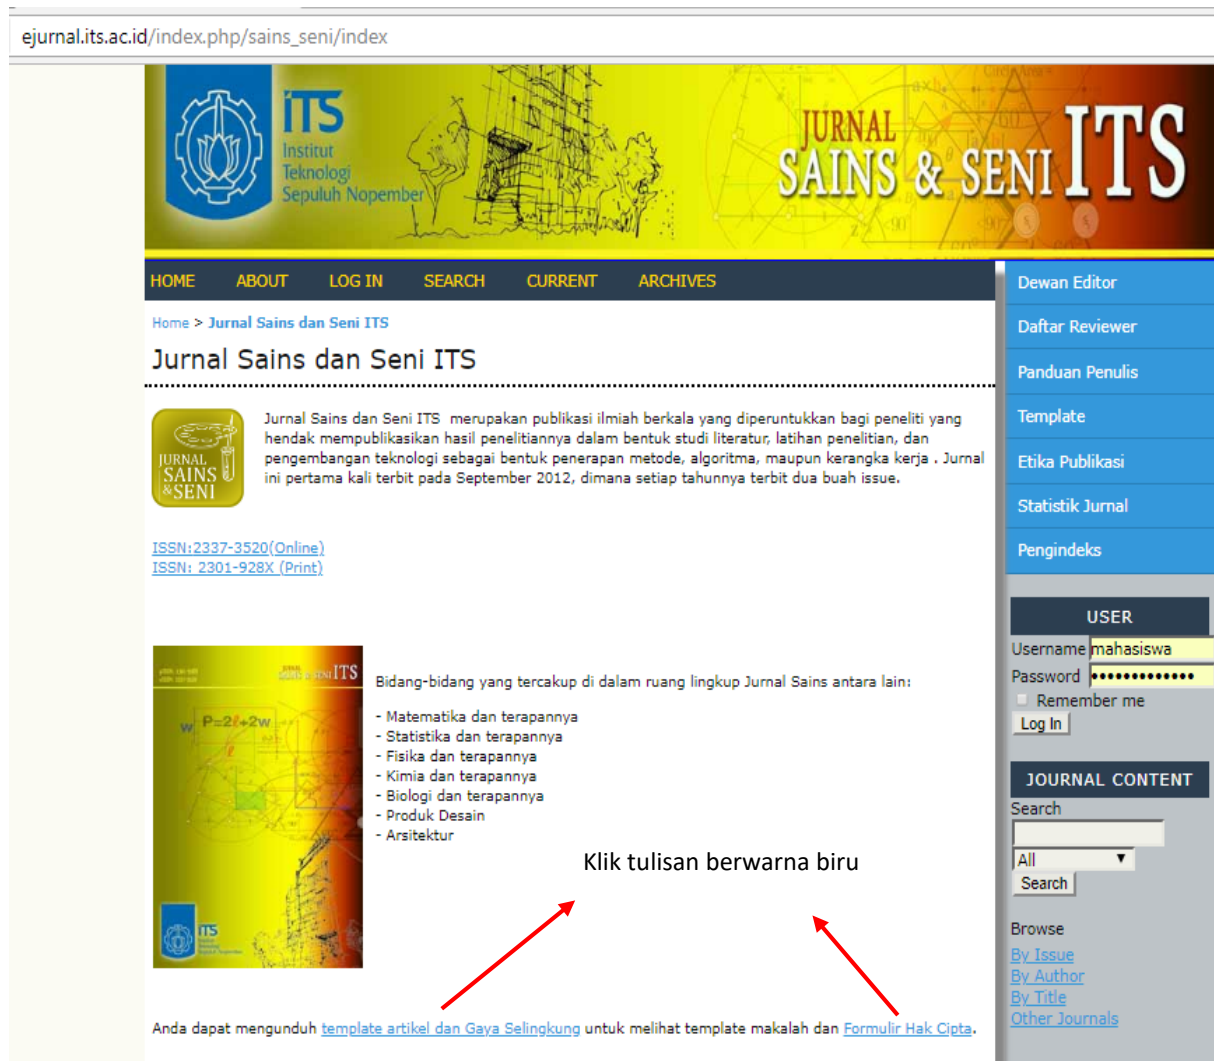 ejurnal.its.ac.id/index.php/sains_seni/index
ITS
Institut
Teknologi
Sepuluh Nopember
JURNAL
SAINS & SENI ITS
HOME ABOUT LOG IN SEARCH CURRENT ARCHIVES
Home > Jurnal Sains dan Seni ITS
Jurnal Sains dan Seni ITS
JURNAL
SAINS
&SENI
Jurnal Sains dan Seni ITS merupakan publikasi ilmiah berkala yang diperuntukkan bagi peneliti yang
hendak mempublikasikan hasil penelitiannya dalam bentuk studi literatur, latihan penelitian, dan
pengembangan teknologi sebagai bentuk penerapan metode, algoritma, maupun kerangka kerja . Jurnal
ini pertama kali terbit pada September 2012, dimana setiap tahunnya terbit dua buah issue.
ISSN:2337-3520(Online)
ISSN: 2301-928X (Print)
JURNAL
SAINS & SENI ITS
P=2ℓ+2w
w
ℓ
ITS
Bidang-bidang yang tercakup di dalam ruang lingkup Jurnal Sains antara lain:
- Matematika dan terapannya
- Statistika dan terapannya
- Fisika dan terapannya
- Kimia dan terapannya
- Biologi dan terapannya
- Produk Desain
- Arsitektur
Klik tulisan berwarna biru
Anda dapat mengunduh template artikel dan Gaya Selingkung untuk melihat template makalah dan Formulir Hak Cipta.
Dewan Editor
Daftar Reviewer
Panduan Penulis
Template
Etika Publikasi
Statistik Jurnal
Pengindeks
USER
Username mahasiswa
Password •••••••••••••
Remember me
Log In
JOURNAL CONTENT
Search
All
Search
Browse
By Issue
By Author
By Title
Other Journals